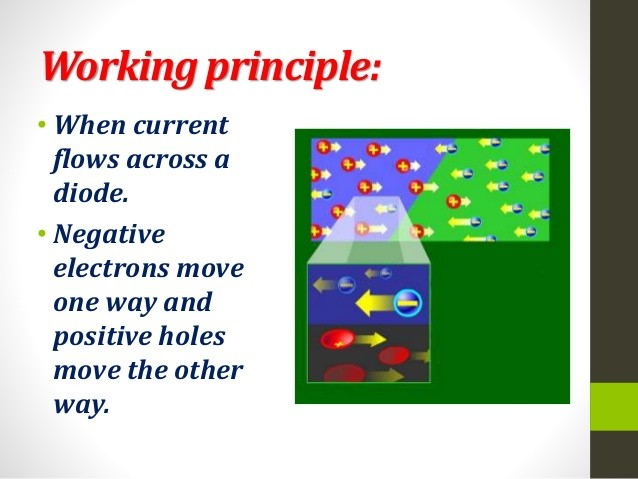 Working principle:
• When current
flows across a
diode.
• Negative
electrons move
one way and
positive holes
move the other
way.